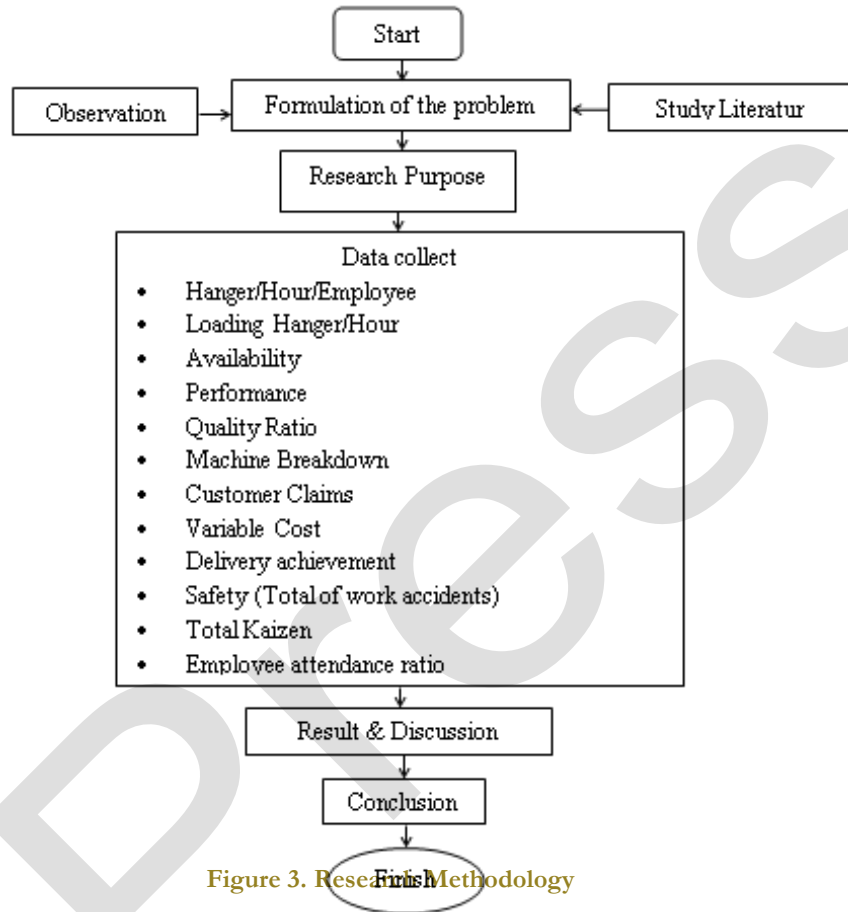 Start
Observation
Formulation of the problem
Study Literatur
Research Purpose
Data collect
• Hanger/Hour/Employee
• Loading Hanger/Hour
• Availability
• Performance
• Quality Ratio
• Machine Breakdown
• Customer Claims
• Variable Cost
• Delivery achievement
• Safety (Total of work accidents)
• Total Kaizen
• Employee attendance ratio
Result & Discussion
Conclusion
Finish
Figure 3. Research Methodology
Press